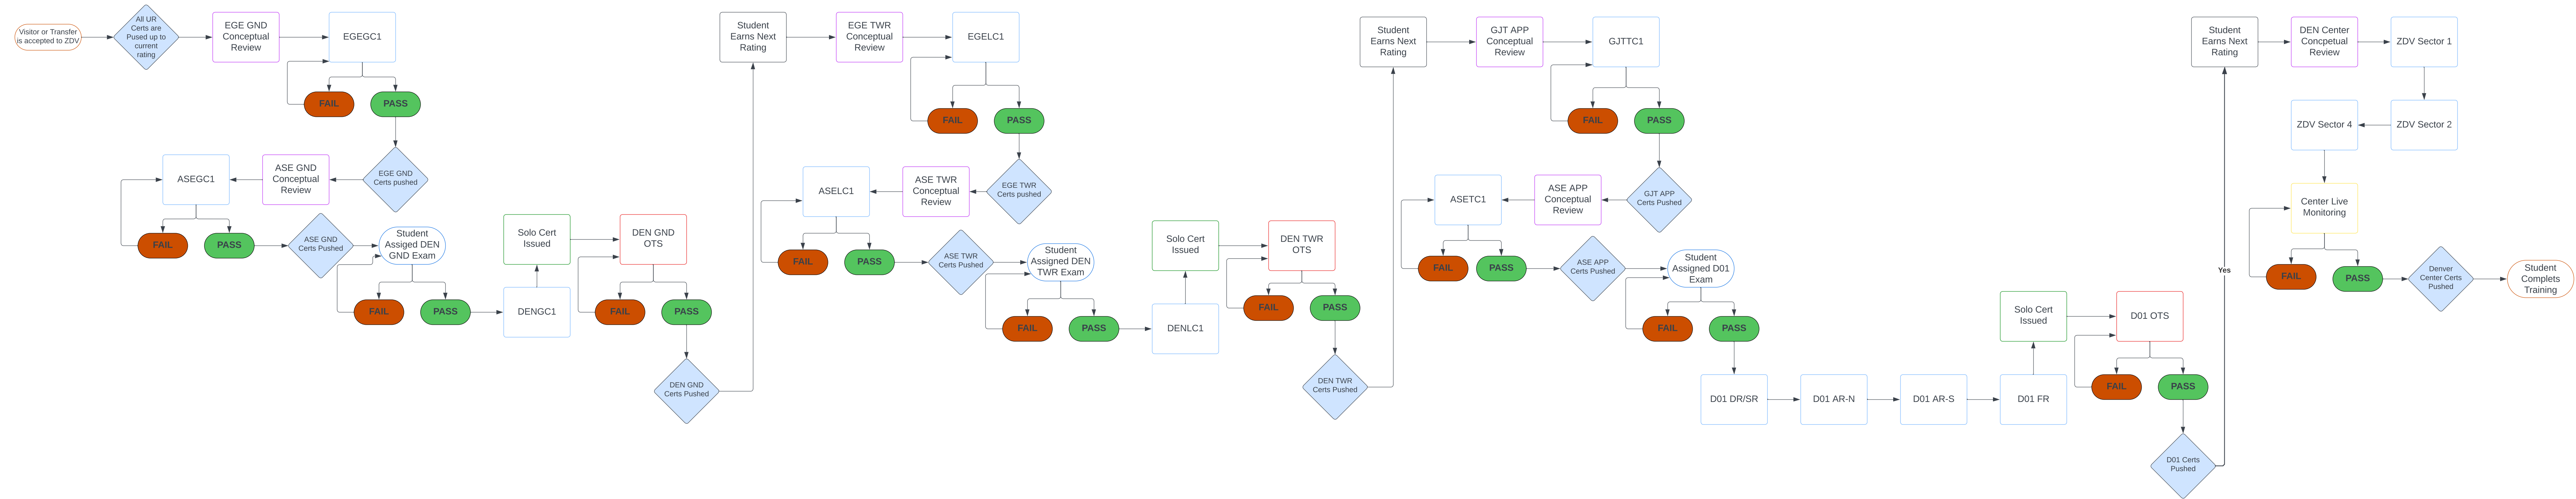 Visitor or Transfer
is accepted to ZDV
All UR
Certs are
Pused up to
current
rating
EGE GND
Conceptual
Review
EGEGC1
FAIL
PASS
EGE GND
Certs pushed
ASE GND
Conceptual
Review
ASEGC1
FAIL
PASS
ASE GND
Certs Pushed
Student
Assiged DEN
GND Exam
FAIL
PASS
DENGC1
Solo Cert
Issued
DEN GND
OTS
FAIL
PASS
DEN GND
Certs Pushed
Student
Earns Next
Rating
EGE TWR
Conceptual
Review
EGELC1
FAIL
PASS
EGE TWR
Certs pushed
ASE TWR
Conceptual
Review
ASELC1
FAIL
PASS
ASE TWR
Certs Pushed
Student
Assigned DEN
TWR Exam
FAIL
PASS
DENLC1
Solo Cert
Issued
DEN TWR
OTS
FAIL
PASS
DEN TWR
Certs Pushed
Student
Earns Next
Rating
GJT APP
Conceptual
Review
GJTTC1
FAIL
PASS
GJT APP
Certs Pushed
ASE APP
Conceptual
Review
ASETC1
FAIL
PASS
ASE APP
Certs Pushed
Student
Assigned D01
Exam
FAIL
PASS
D01 DR/SR
D01 AR-N
D01 AR-S
D01 FR
Solo Cert
Issued
D01 OTS
FAIL
PASS
D01 Certs
Pushed
Yes
Student
Earns Next
Rating
DEN Center
Concpetual
Review
ZDV Sector 1
ZDV Sector 2
ZDV Sector 4
Center Live
Monitoring
FAIL
PASS
Denver
Center Certs
Pushed
Student
Complets
Training